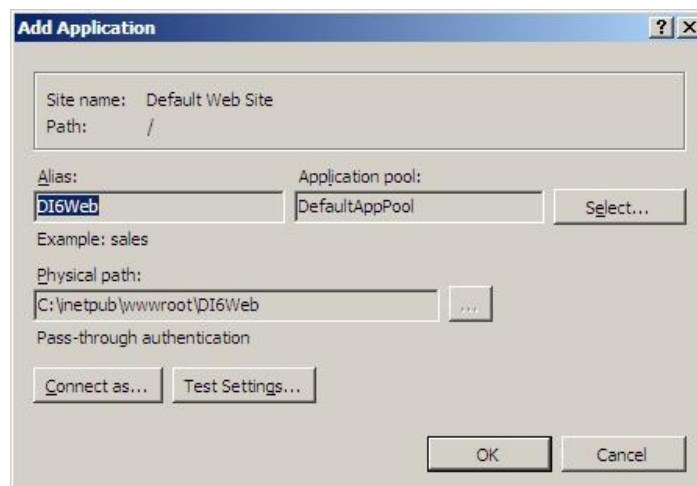 Add Application
Site name: Default Web Site
Path: /
Alias: Application pool:
DI6Web DefaultAppPool Select...
Example: sales
Physical path:
C:\inetpub\wwwroot\DI6Web ...
Pass-through authentication
Connect as... Test Settings...
OK Cancel